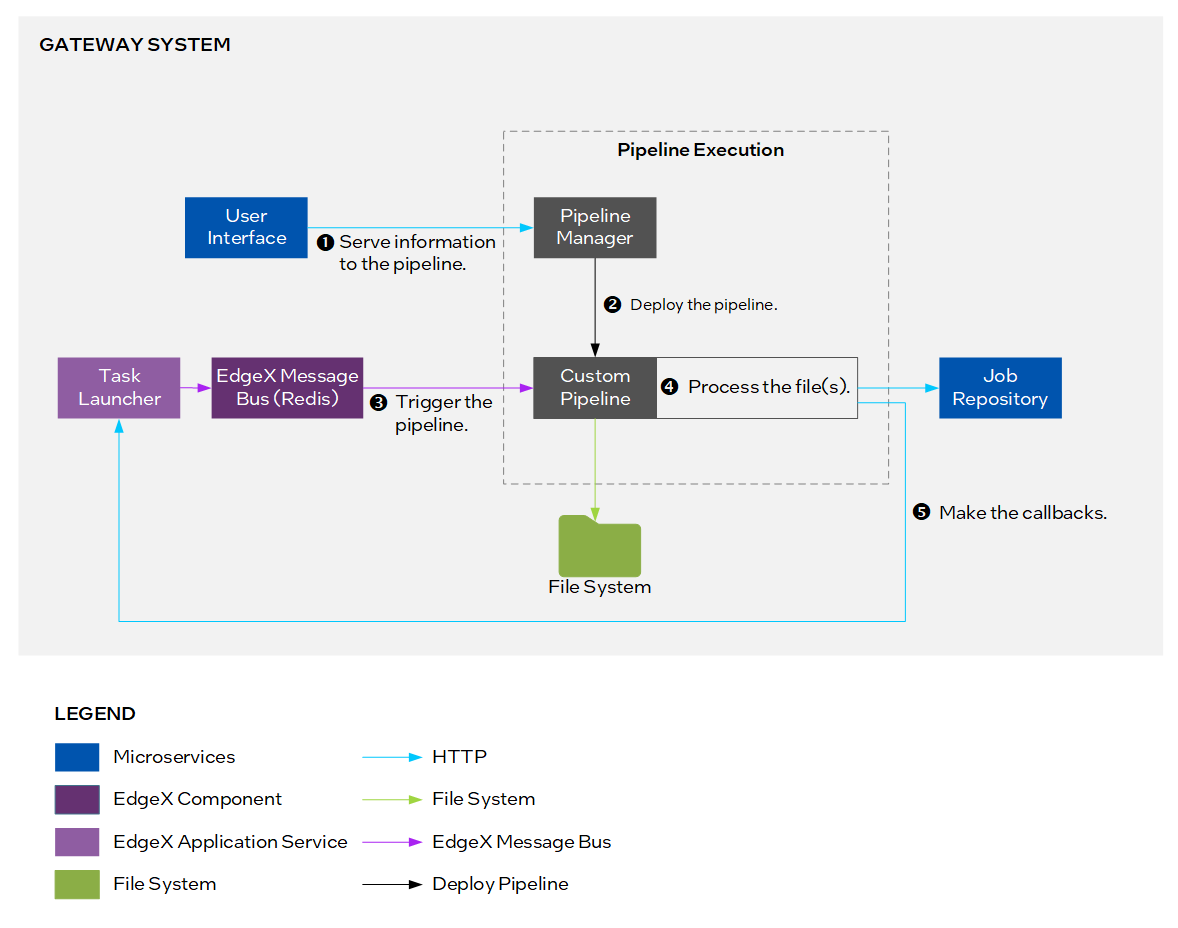 GATEWAY SYSTEM
Pipeline Execution
User
Interface
❶ Serve information
to the pipeline.
Pipeline
Manager
❷ Deploy the pipeline.
Task
Launcher
EdgeX Message
Bus (Redis)
❸ Trigger the
pipeline.
Custom
Pipeline
❹ Process the file(s).
Job
Repository
❺ Make the callbacks.
File System
LEGEND
Microservices
HTTP
EdgeX Component
File System
EdgeX Application Service
EdgeX Message Bus
File System
Deploy Pipeline